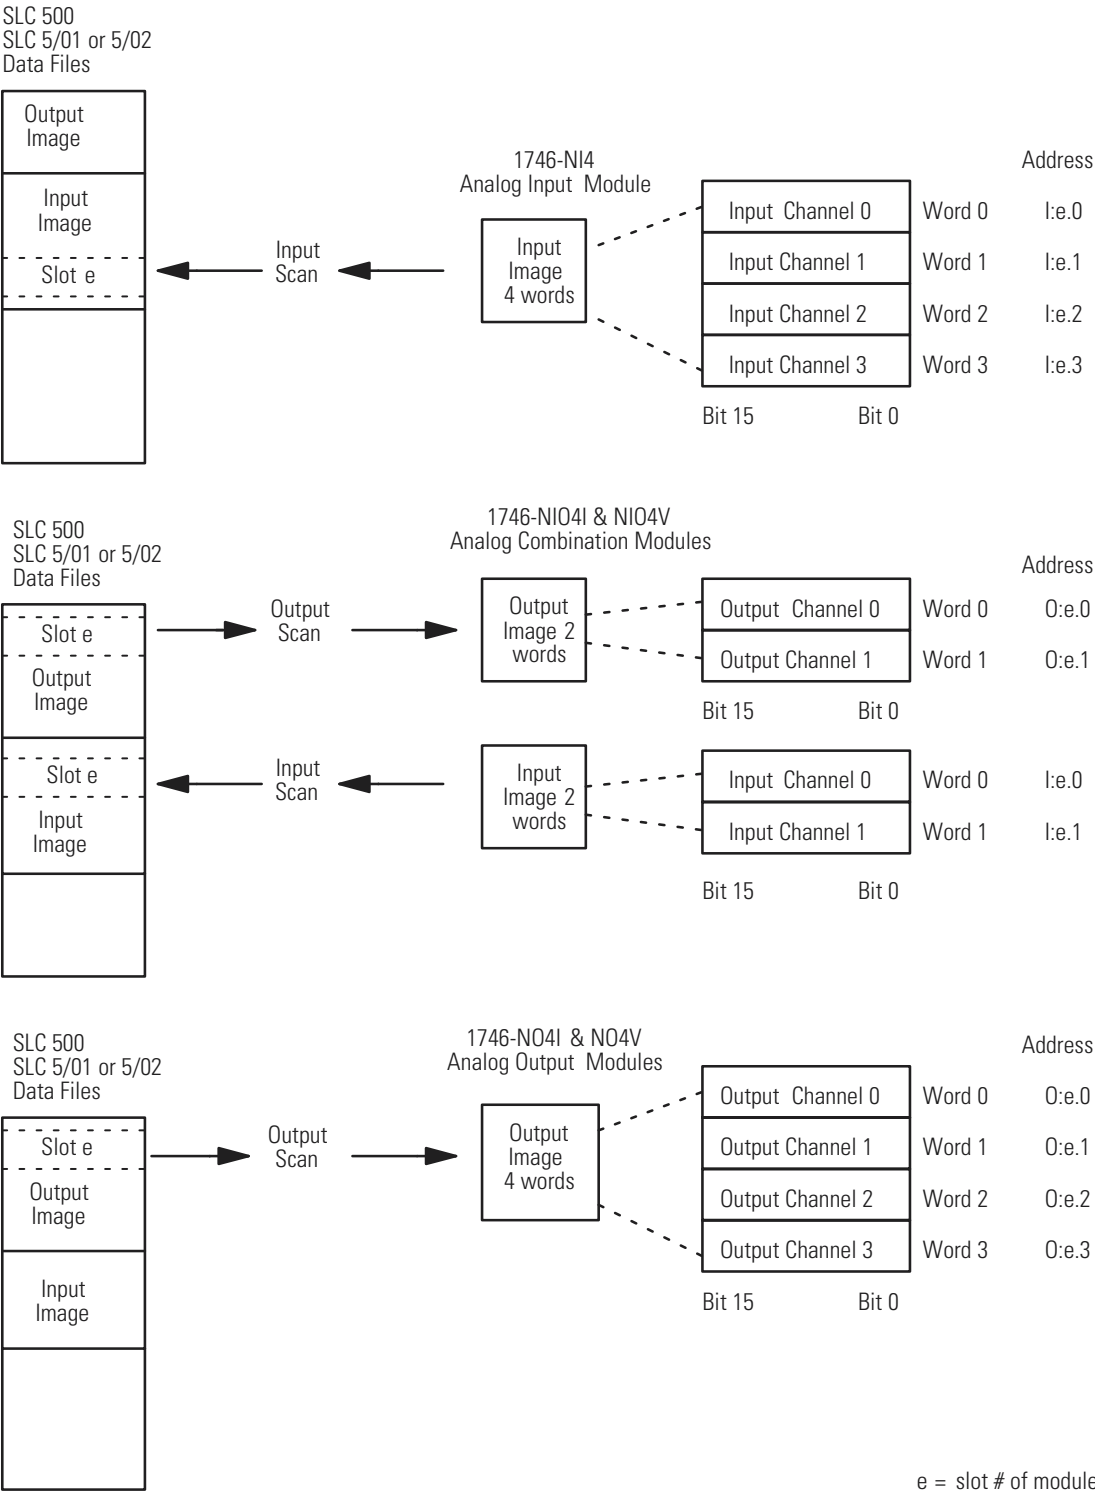 SLC 500
SLC 5/01 or 5/02
Data Files
Output
Image
Input
Image
Slot e
Input
Scan
1746-NI4
Analog Input Module
Input
Image
4 words
Address
Input Channel 0 Word 0 I:e.0
Input Channel 1 Word 1 I:e.1
Input Channel 2 Word 2 I:e.2
Input Channel 3 Word 3 I:e.3
Bit 15 Bit 0
SLC 500
SLC 5/01 or 5/02
Data Files
Slot e
Output
Image
Slot e
Input
Image
Output
Scan
Input
Scan
1746-NIO4I & NIO4V
Analog Combination Modules
Output
Image 2
words
Address
Output Channel 0 Word 0 O:e.0
Output Channel 1 Word 1 O:e.1
Bit 15 Bit 0
Input
Image 2
words
Input Channel 0 Word 0 I:e.0
Input Channel 1 Word 1 I:e.1
Bit 15 Bit 0
SLC 500
SLC 5/01 or 5/02
Data Files
Slot e
Output
Image
Input
Image
Output
Scan
1746-NO4I & NO4V
Analog Output Modules
Output
Image
4 words
Address
Output Channel 0 Word 0 O:e.0
Output Channel 1 Word 1 O:e.1
Output Channel 2 Word 2 O:e.2
Output Channel 3 Word 3 O:e.3
Bit 15 Bit 0
e = slot # of module